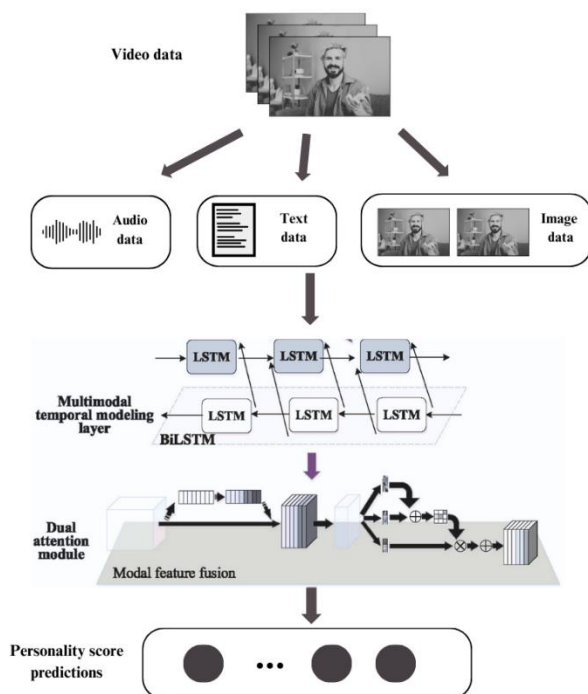 Video data
Audio
data
Text
data
Image
data
LSTM
LSTM
LSTM
Multimodal
temporal modeling
layer
LSTM
LSTM
LSTM
BiLSTM
Dual
attention
module
Modal feature fusion
Personality score
predictions
...